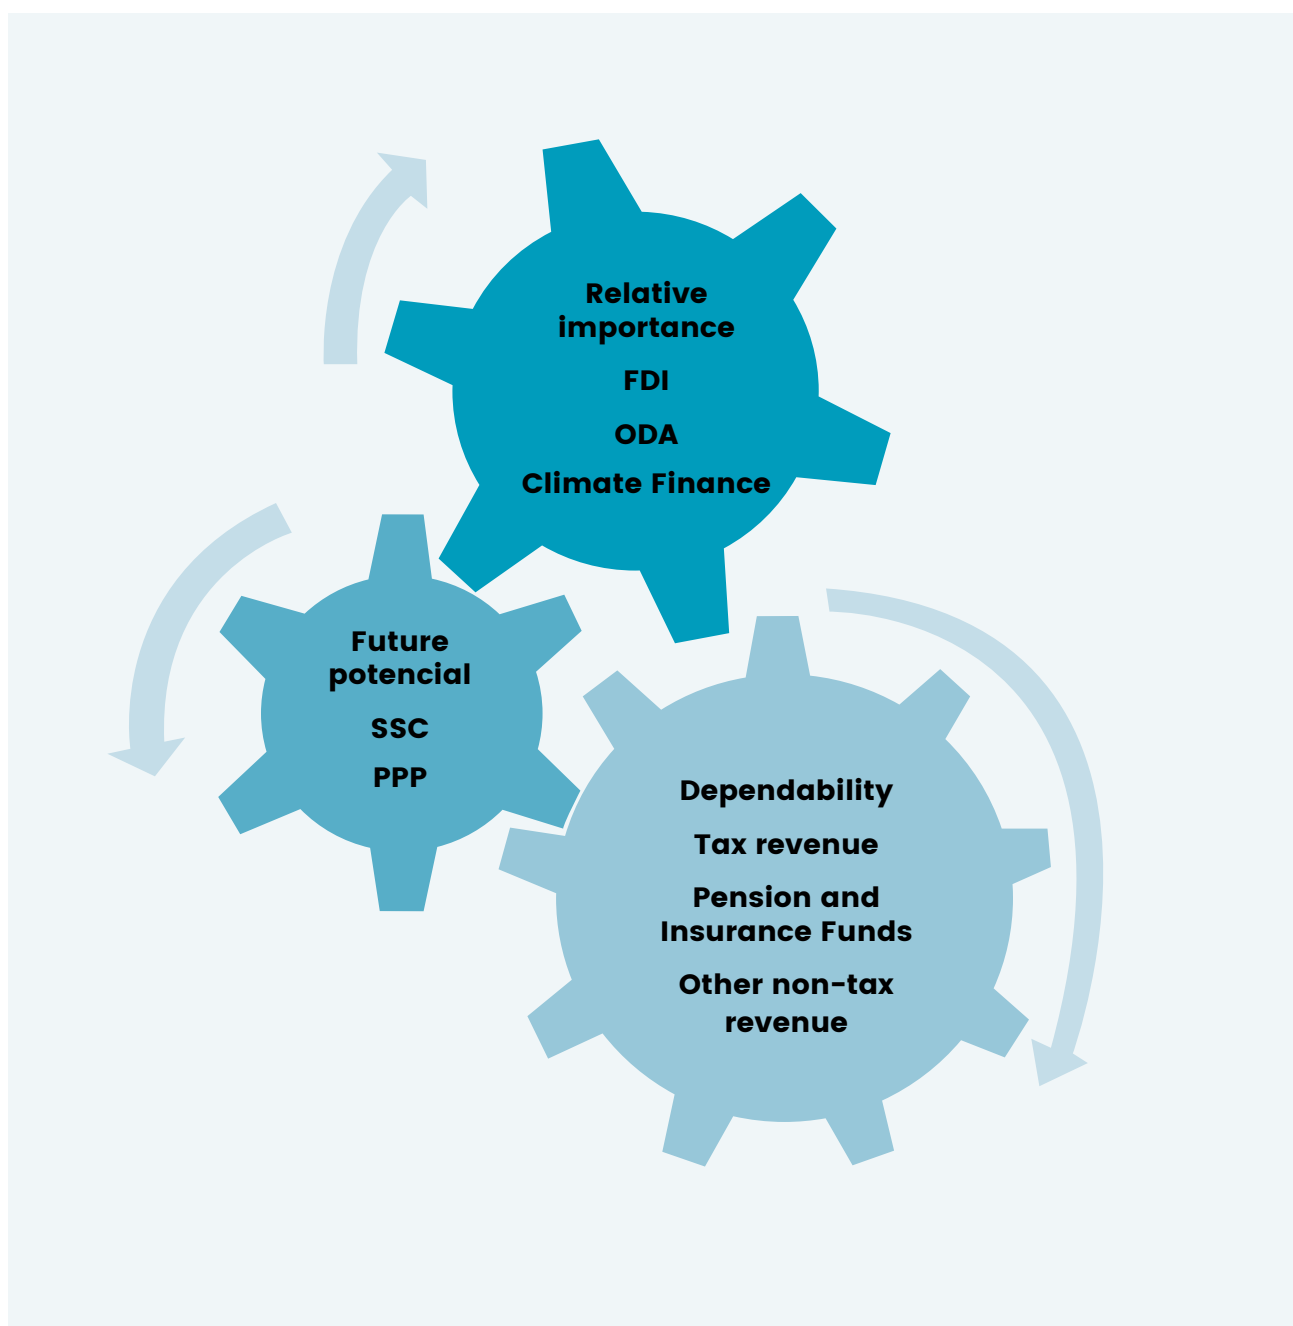 Relative
importance
FDI
ODA
Climate Finance
Future
potencial
SSC
PPP
Dependability
Tax revenue
Pension and
Insurance Funds
Other non-tax
revenue